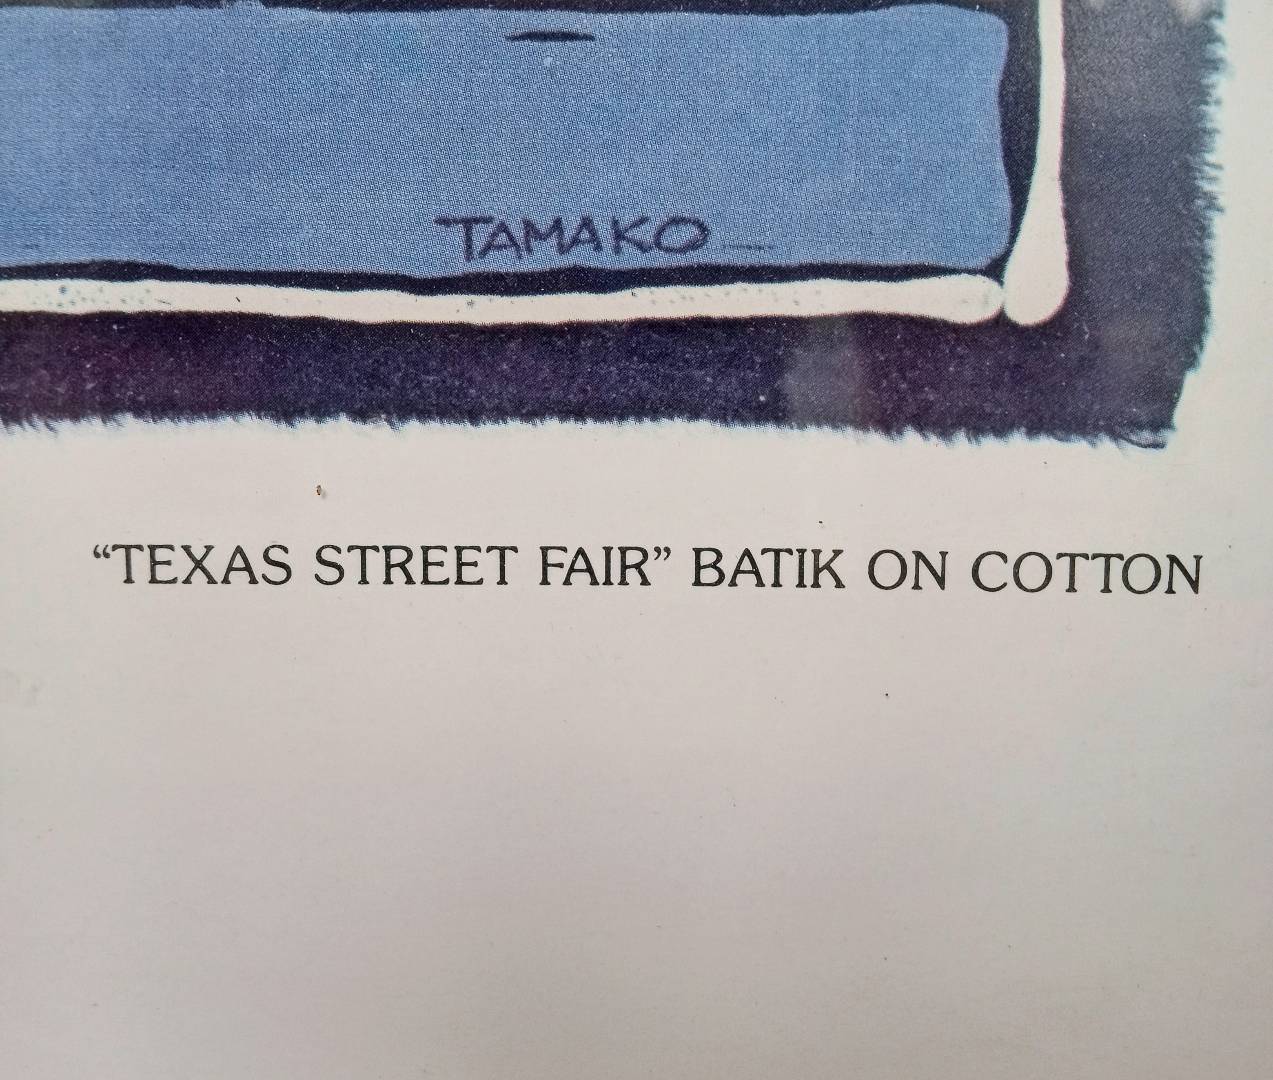 TAMAKO
“TEXAS STREET FAIR” BATIK ON COTTON